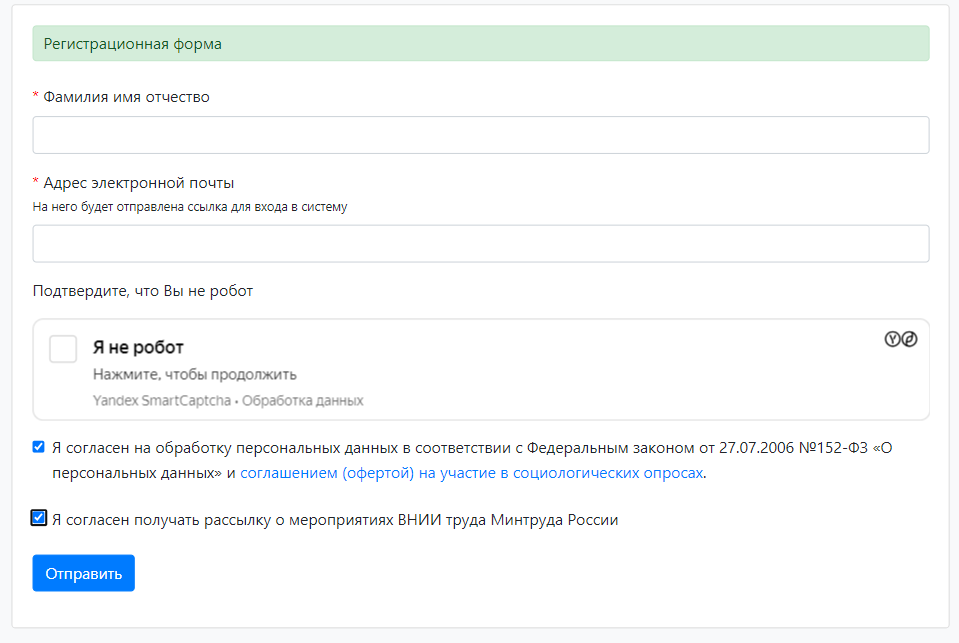 Регистрационная форма
* Фамилия имя отчество
* Адрес электронной почты
На него будет отправлена ссылка для входа в систему
Подтвердите, что Вы не робот
Я не робот
Нажмите, чтобы продолжить
Yandex SmartCaptcha • Обработка данных
Я согласен на обработку персональных данных в соответствии с Федеральным законом от 27.07.2006 №152-ФЗ «О
персональных данных» и соглашением (офертой) на участие в социологических опросах.
Я согласен получать рассылку о мероприятиях ВНИИ труда Минтруда России
Отправить